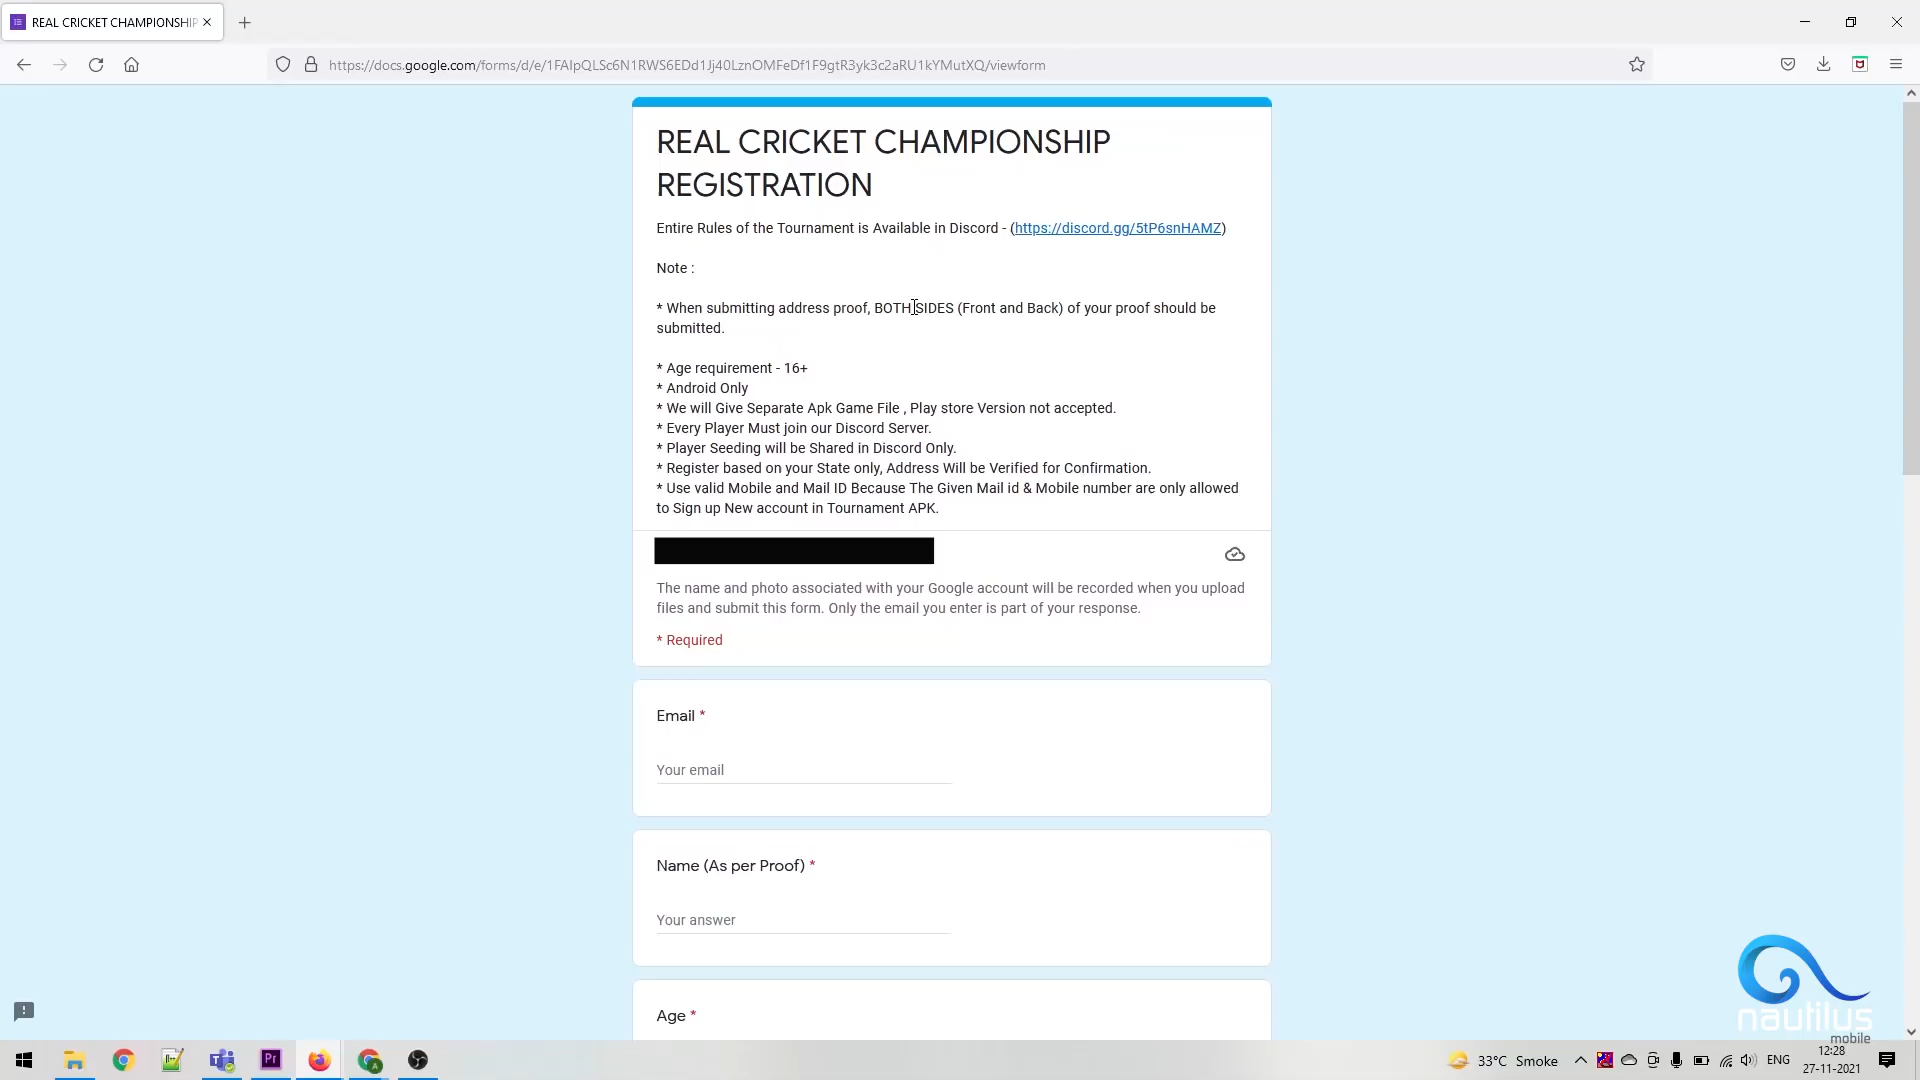 REAL CRICKET CHAMPIONSHIP
https://docs.google.com/forms/d/e/1FAIpQLSc6N1RWS6EDd1Jj40LznOMFeDf1F9gtR3yk3c2aRU1kYMutXQ/viewform
REAL CRICKET CHAMPIONSHIP
REGISTRATION
Entire Rules of the Tournament is Available in Discord - (https://discord.gg/5tP6snHAMZ)
Note :
* When submitting address proof, BOTH SIDES (Front and Back) of your proof should be
submitted.
* Age requirement - 16+
* Android Only
* We will Give Separate Apk Game File , Play store Version not accepted.
* Every Player Must join our Discord Server.
* Player Seeding will be Shared in Discord Only.
* Register based on your State only, Address Will be Verified for Confirmation.
* Use valid Mobile and Mail ID Because The Given Mail id & Mobile number are only allowed
to Sign up New account in Tournament APK.
The name and photo associated with your Google account will be recorded when you upload
files and submit this form. Only the email you enter is part of your response.
* Required
Email *
Your email
Name (As per Proof) *
Your answer
Age *
nautilus
mobile
Pr
33°C Smoke
ENG
12:28
27-11-2021